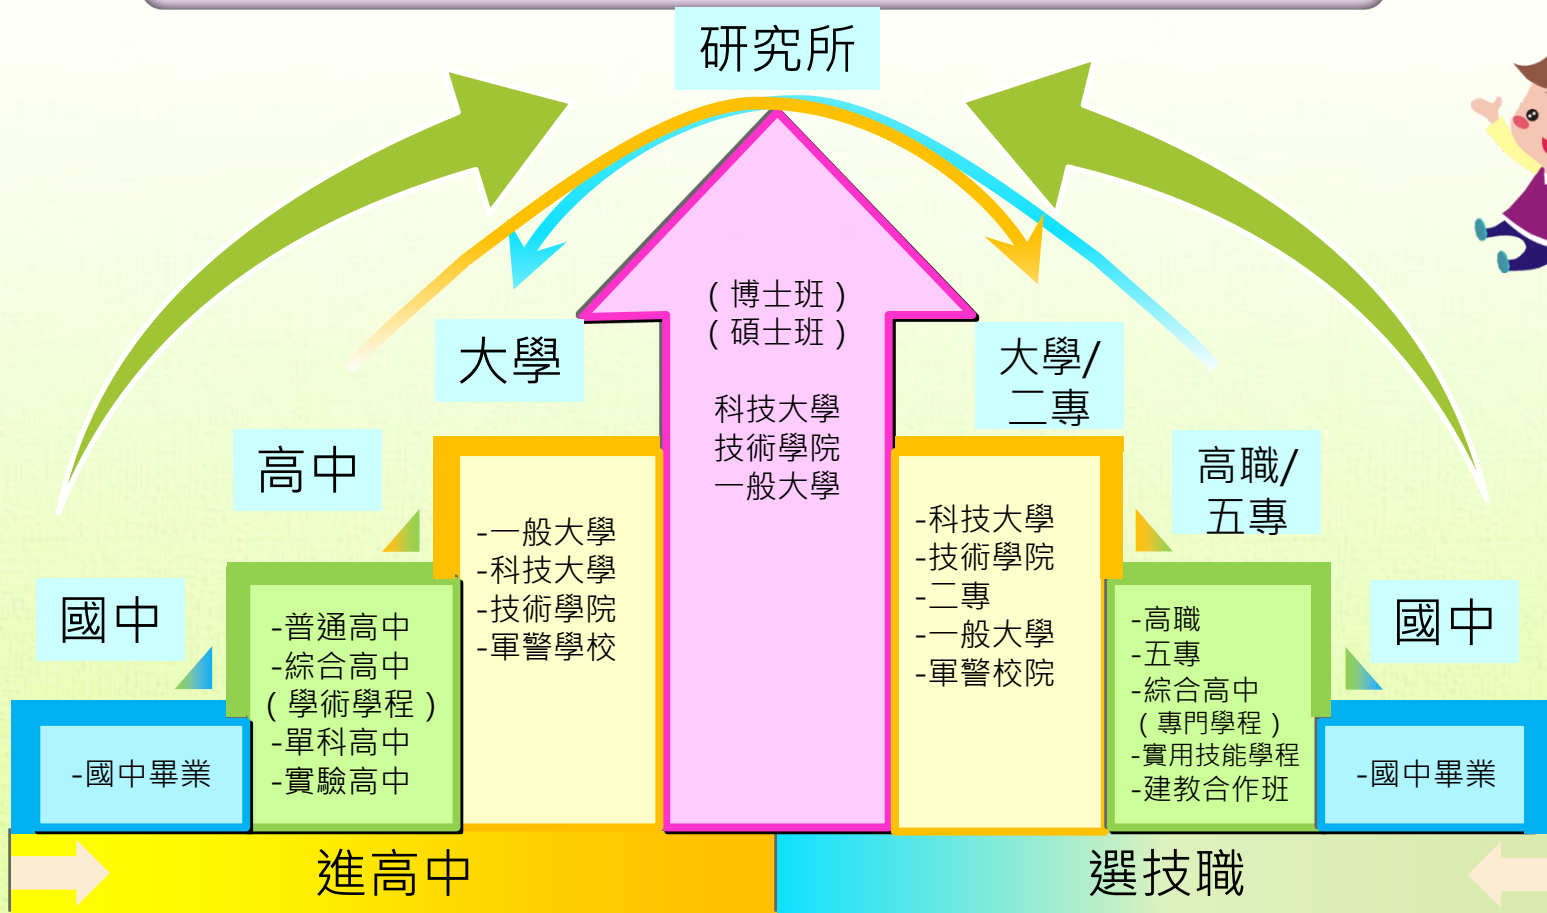 研究所
(博士班)
(碩士班)
科技大學
技術學院
一般大學
大學
-一般大學
-科技大學
-技術學院
-軍警學校
高中
-普通高中
-綜合高中
(學術學程)
-單科高中
-實驗高中
國中
-國中畢業
進高中
大學/
二專
-科技大學
-技術學院
-二專
-一般大學
-軍警校院
高職/
五專
-高職
-五專
-綜合高中
(專門學程)
-實用技能學程
-建教合作班
國中
-國中畢業
選技職